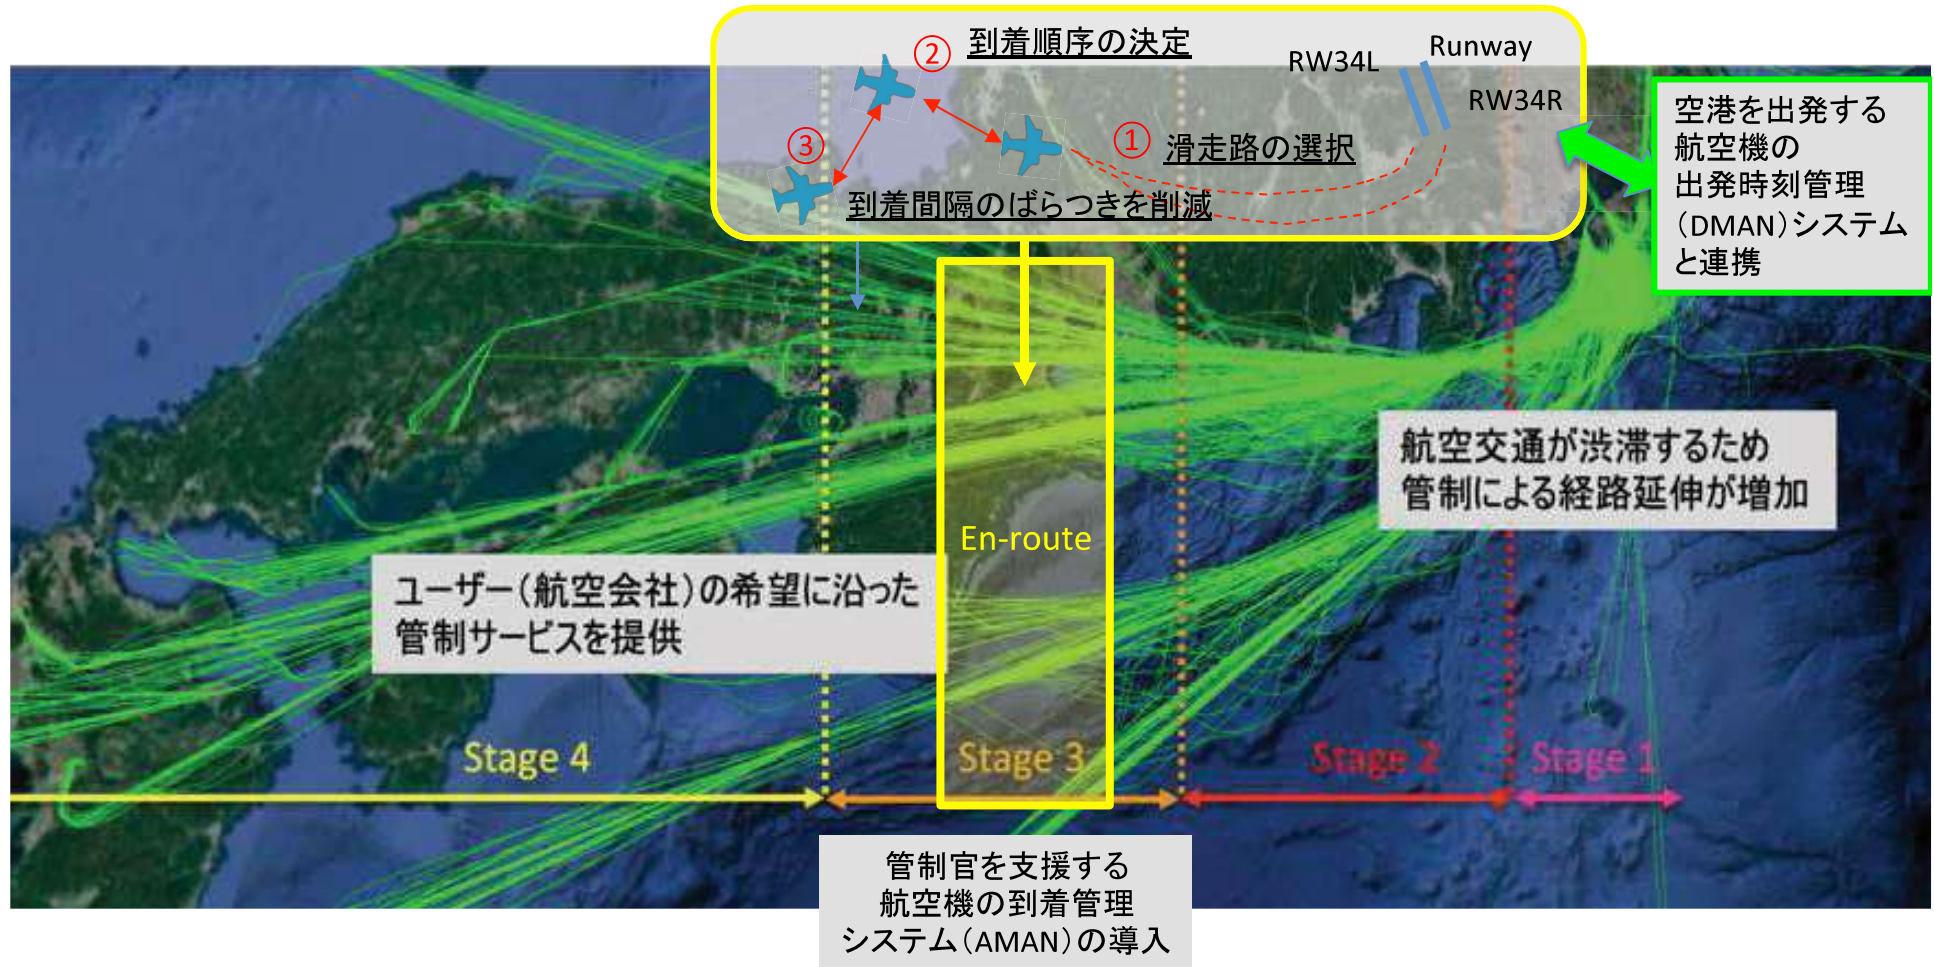 ② 到着順序の決定
RW34L
Runway
RW34R
① 滑走路の選択
③
到着間隔のばらつきを削減
空港を出発する
航空機の
出発時刻管理
(DMAN)システム
と連携
航空交通が渋滞するため
管制による経路延伸が増加
En-route
ユーザー(航空会社)の希望に沿った
管制サービスを提供
Stage 4
Stage 3
Stage 2
Stage 1
管制官を支援する
航空機の到着管理
システム(AMAN)の導入